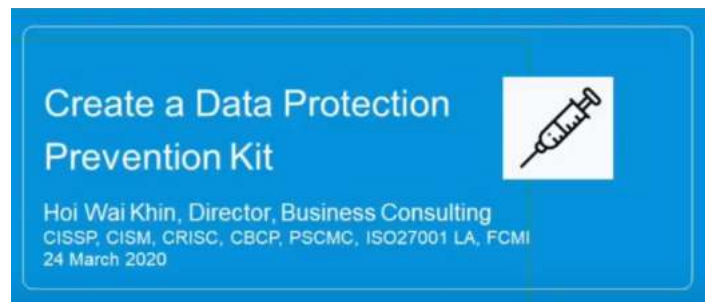 Create a Data Protection
Prevention Kit
Hoi Wai Khin, Director, Business Consulting
CISSP, CISM, CRISC, CBCP, PSCMC, ISO27001 LA, FCMI
24 March 2020